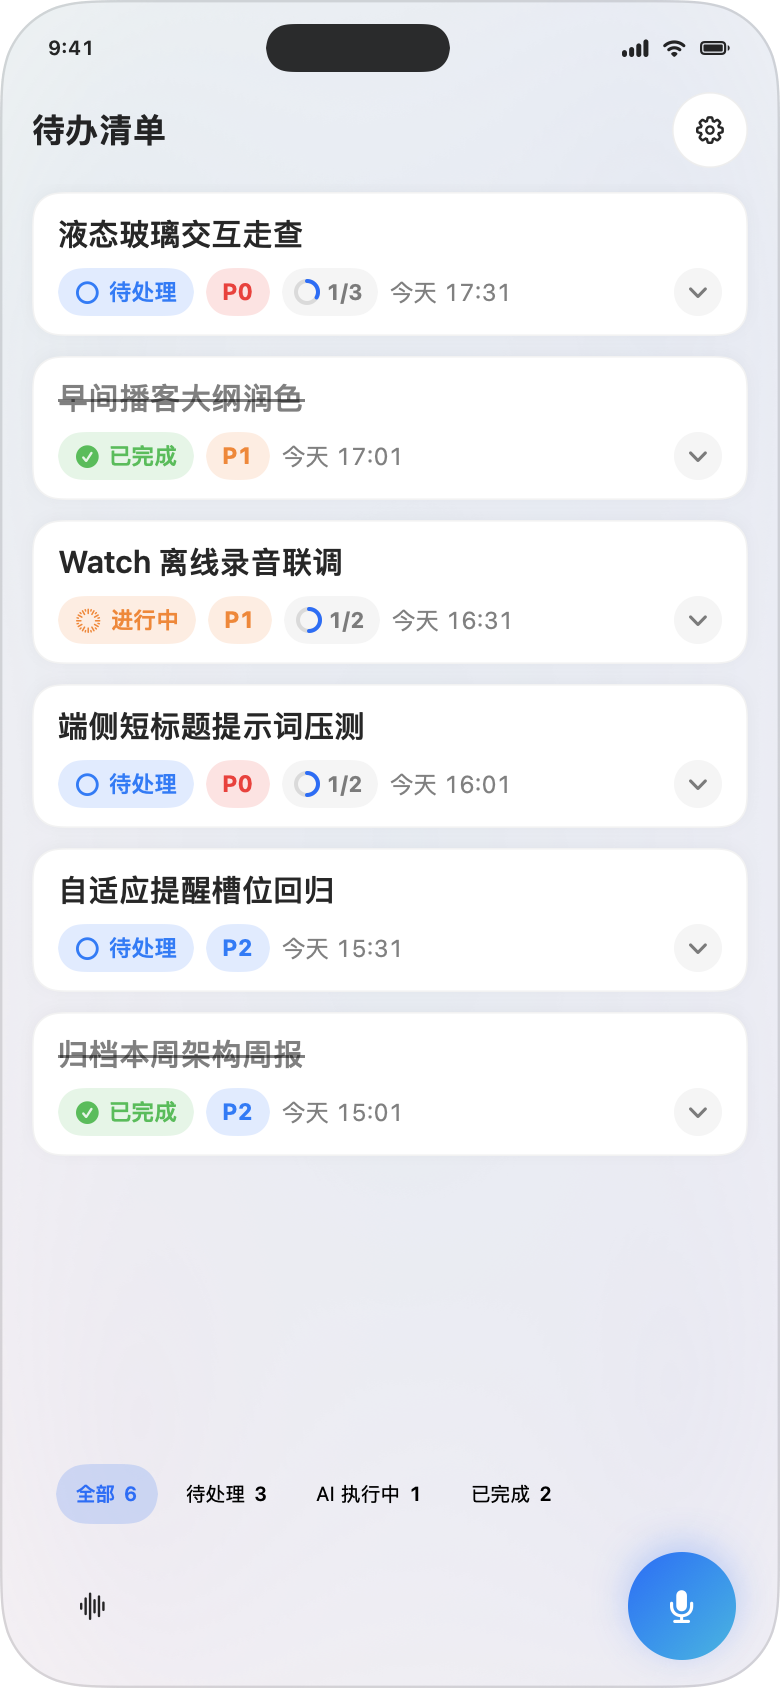 9:41
待办清单
液态玻璃交互走查
待处理 P0 1/3 今天 17:31
早间播客大纲润色
已完成 P1 今天 17:01
Watch 离线录音联调
进行中 P1 1/2 今天 16:31
端侧短标题提示词压测
待处理 P0 1/2 今天 16:01
自适应提醒槽位回归
待处理 P2 今天 15:31
归档本周架构周报
已完成 P2 今天 15:01
全部 6 待处理 3 AI 执行中 1 已完成 2